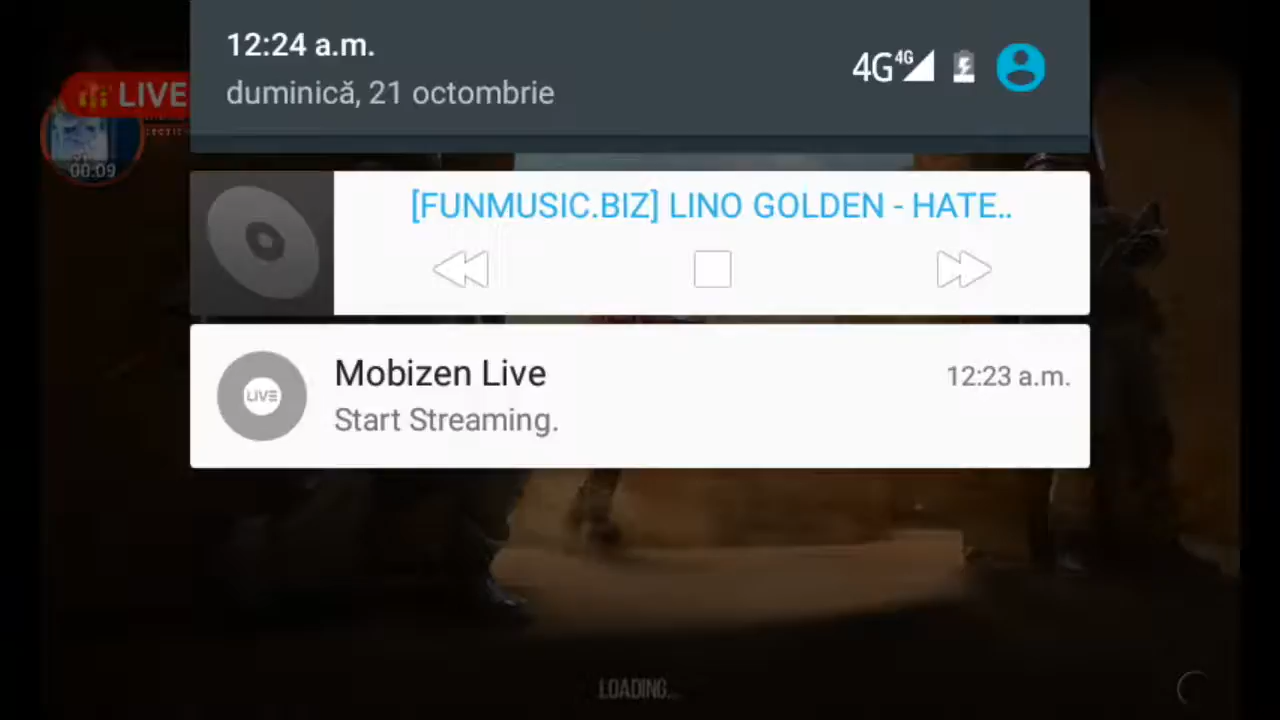 12:24 a.m.
duminică, 21 octombrie
4G 4G
LIVE
00:09
[FUNMUSIC.BIZ] LINO GOLDEN - HATE..
Mobizen Live
12:23 a.m.
LIVE
Start Streaming.
LOADING...